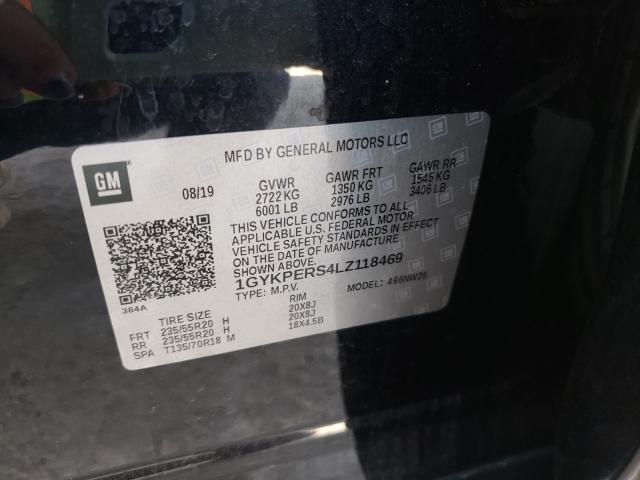 MFD BY GENERAL MOTORS LLC
GM
08/19
GVWR GAWR FRT GAWR RR
2722 KG 1350 KG 1545 KG
6001 LB 2976 LB 3406 LB
THIS VEHICLE CONFORMS TO ALL
APPLICABLE U.S. FEDERAL MOTOR
VEHICLE SAFETY STANDARDS IN EFFECT
ON THE DATE OF MANUFACTURE
SHOWN ABOVE.
1GYKPERS4LZ118469
TYPE: M.P.V. MODEL: 496NW26
384A
TIRE SIZE RIM
FRT 235/55R20 H 20X8J
RR 235/55R20 H 20X8J
SPA T135/70R18 M 18X4.5B